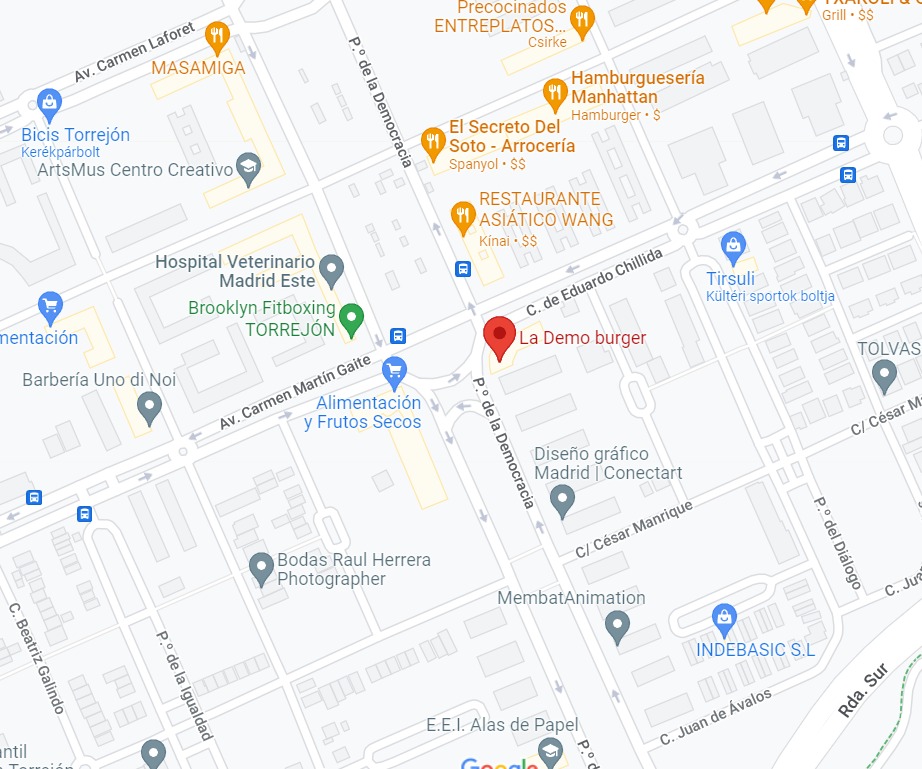 Precocinados
ENTREPLATOS...
Csirke
Grill • $$
Av. Carmen Laforet
MASAMIGA
P.º de la Democracia
Hamburguesería
Manhattan
Hamburger • $
Bicis Torrejón
Kerékpárbolt
El Secreto Del
Soto - Arrocería
Spanyol • $$
ArtsMus Centro Creativo
RESTAURANTE
ASIÁTICO WANG
Kínai • $$
Hospital Veterinario
Madrid Este
C. de Eduardo Chillida
Tirsuli
Kültéri sportok boltja
Brooklyn Fitboxing
TORREJÓN
mentación
La Demo burger
TOLVAS
Barbería Uno di Noi
Av. Carmen Martín Gaite
Alimentación
y Frutos Secos
P.º de la Democracia
C/ César Ma
Diseño gráfico
Madrid | Conectart
C/ César Manrique
P.º del Diálogo
Bodas Raul Herrera
Photographer
MembatAnimation
C. Jua
C. Beatriz Galindo
P.º de la Igualdad
INDEBASIC S.L
Rda. Sur
C. Juan de Ávalos
E.E.I. Alas de Papel
P.º d
ntil
Torrejón
Google